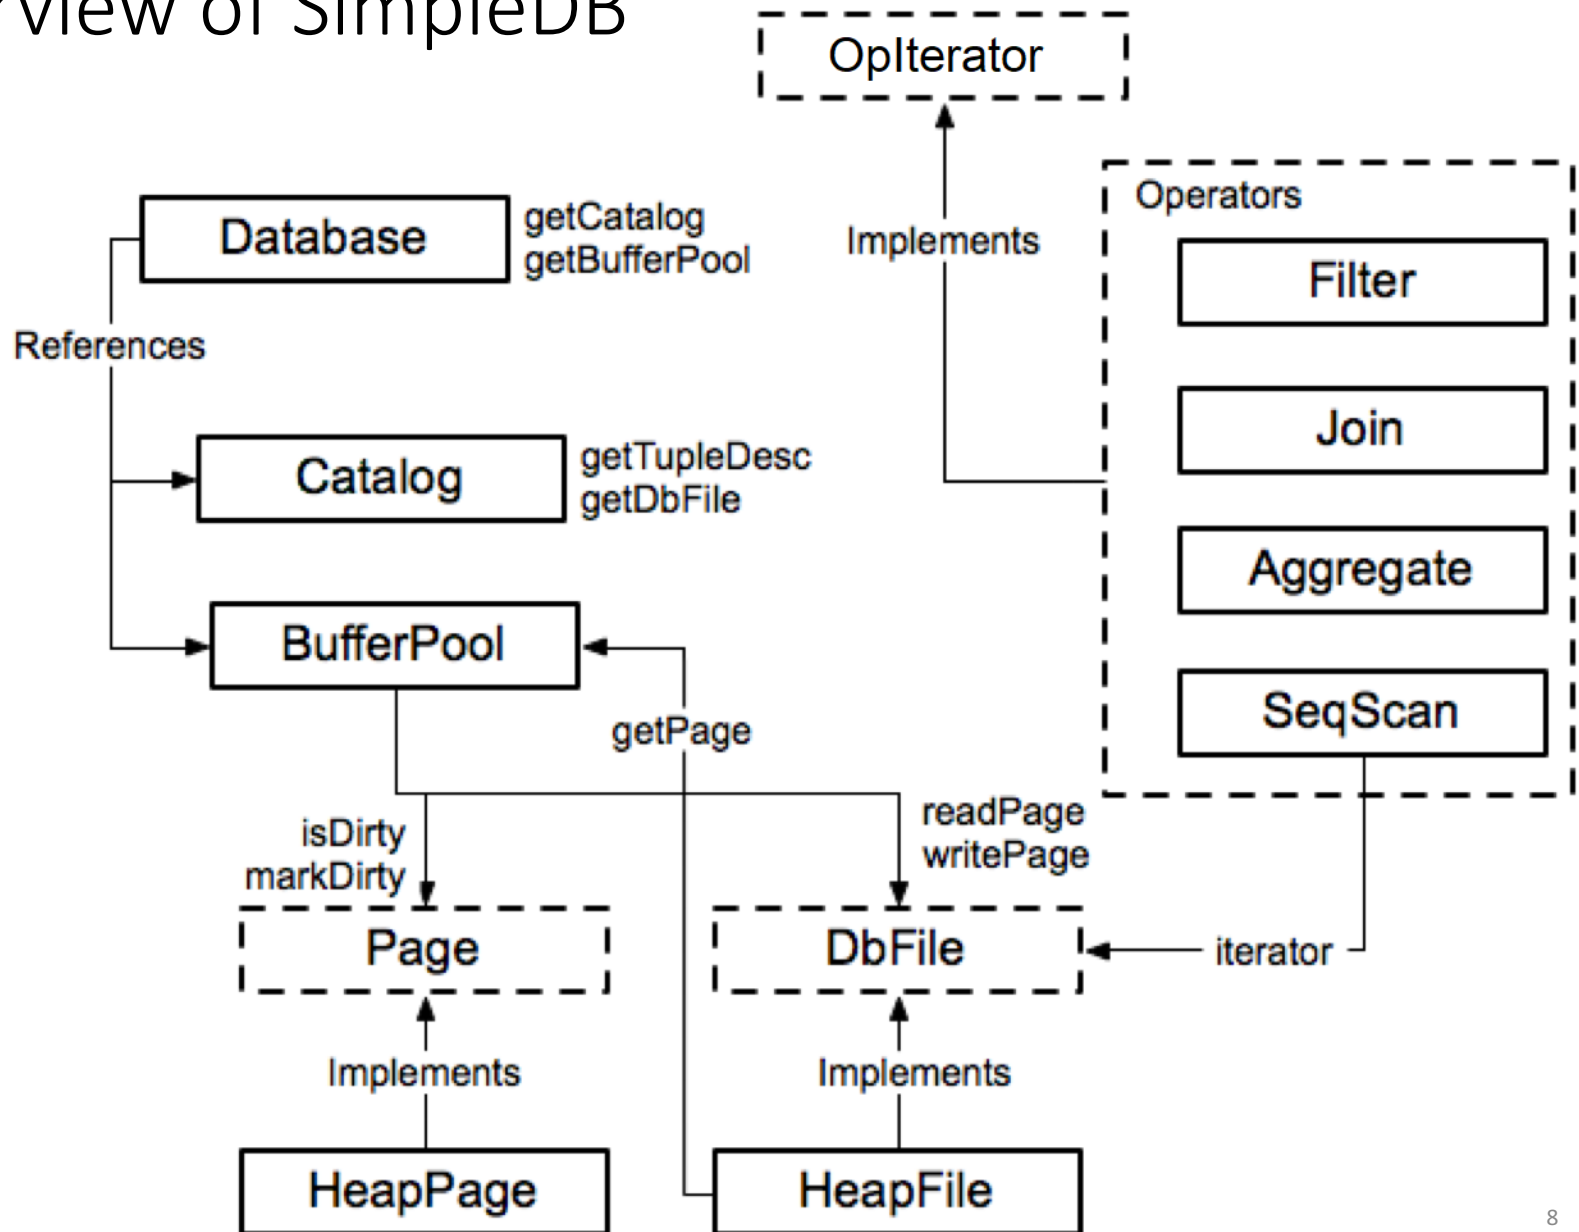 view of SimpleDB
OpIterator
Operators
Database
getCatalog
getBufferPool
Implements
Filter
References
Join
Catalog
getTupleDesc
getDbFile
Aggregate
BufferPool
SeqScan
getPage
isDirty
markDirty
readPage
writePage
Page
DbFile
iterator
Implements
Implements
HeapPage
HeapFile
8